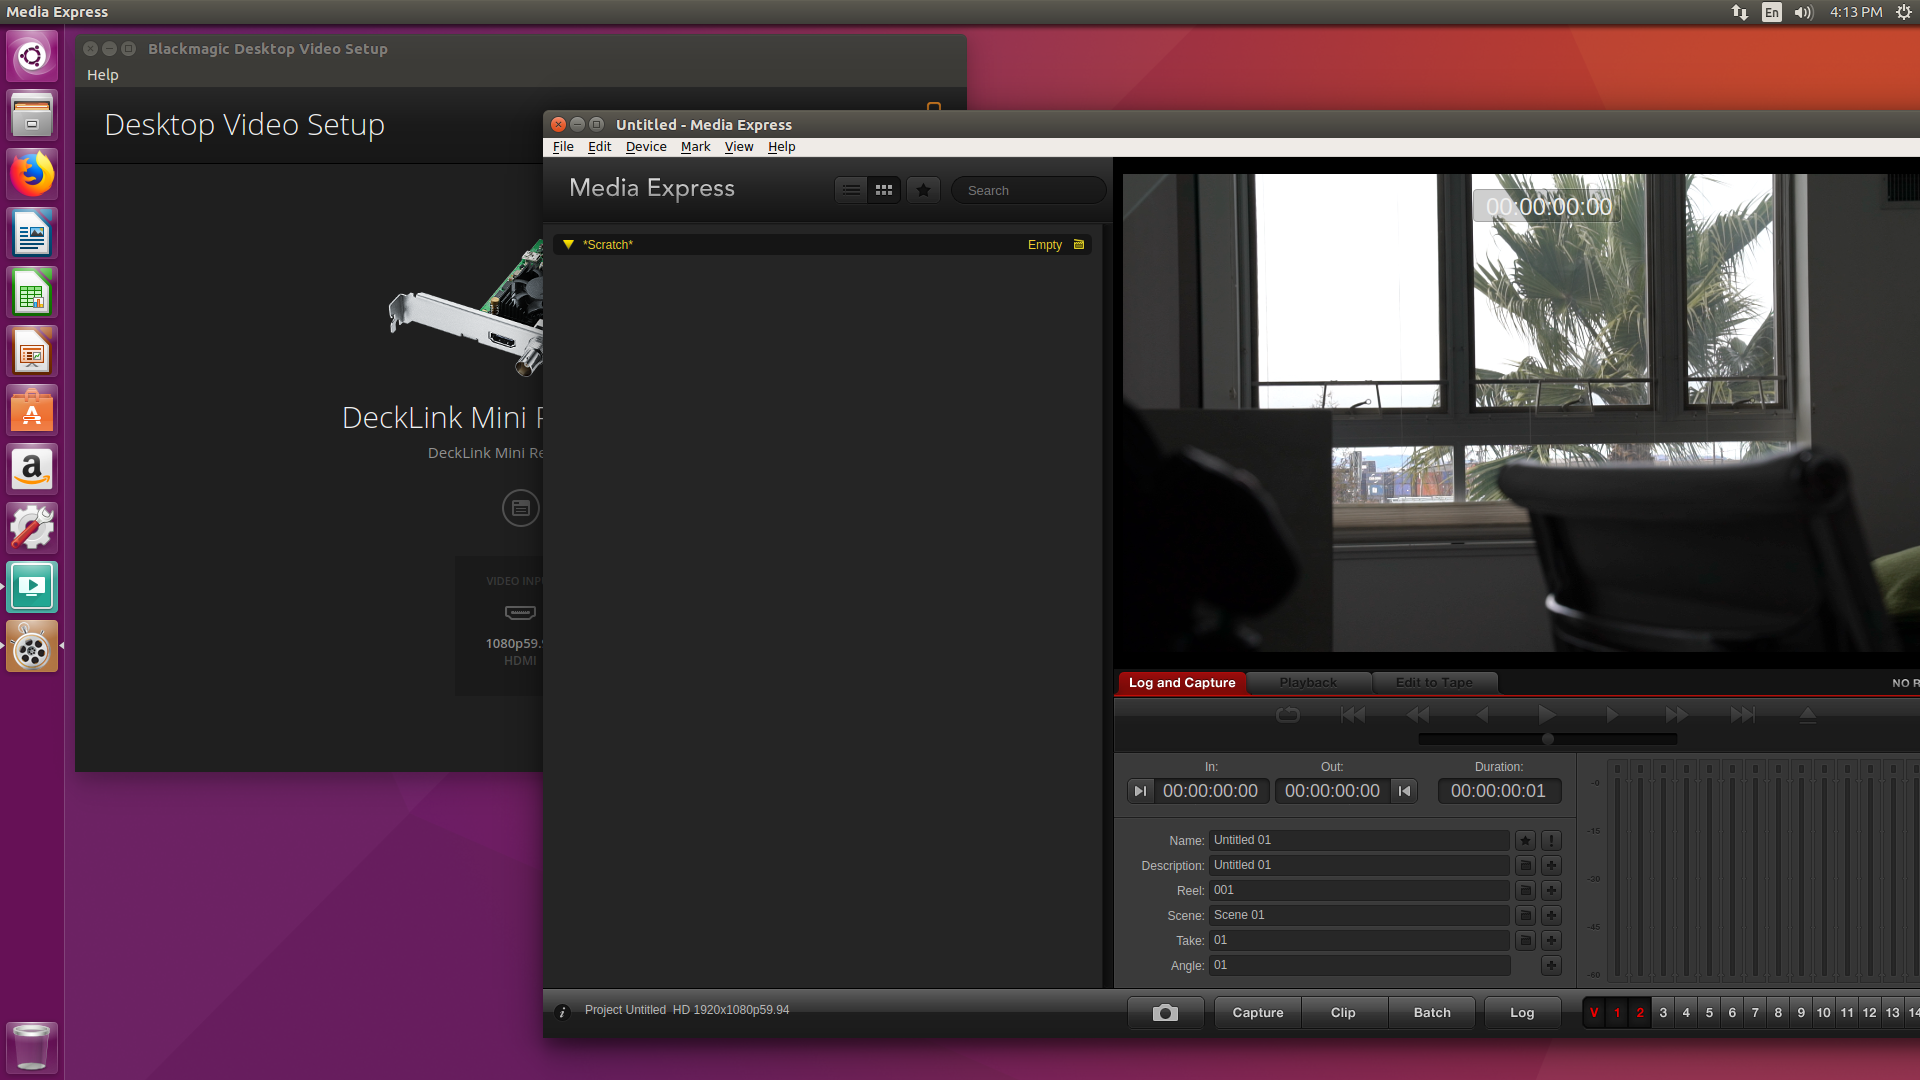 Media Express
En
4:13 PM
Blackmagic Desktop Video Setup
Help
Desktop Video Setup
DeckLink Mini
DeckLink Mini
VIDEO
1080p59.
HDMI
Untitled - Media Express
File Edit Device Mark View Help
Media Express
Search
*Scratch* Empty
00:00:00:00
Log and Capture Playback Edit to Tape
NO
In: Out: Duration:
00:00:00:00 00:00:00:00 00:00:00:01
Name: Untitled 01
Description: Untitled 01
Reel: 001
Scene: Scene 01
Take: 01
Angle: 01
-0
-15
-30
-45
-60
Project Untitled HD 1920x1080p59.94
Capture Clip Batch Log
V 1 2 3 4 5 6 7 8 9 10 11 12 13 14